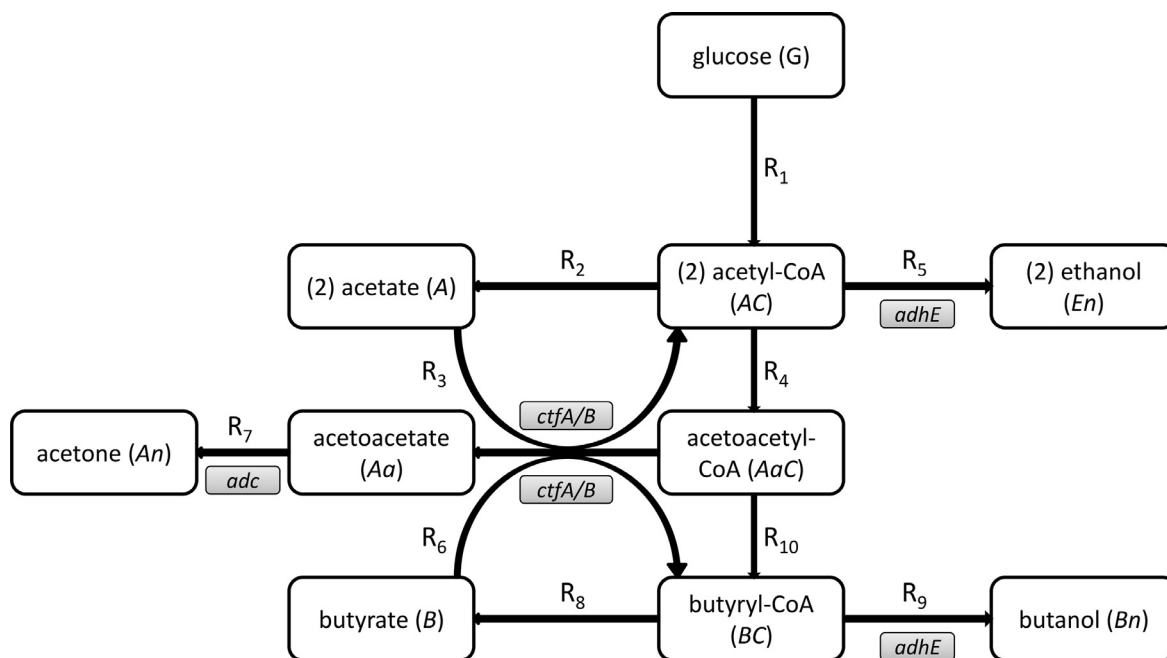 glucose (G)
R1
(2) acetate (A)
R2
(2) acetyl-CoA
(AC)
R5
adhE
(2) ethanol
(En)
R3
R4
ctfA/B
acetone (An)
R7
adc
acetoacetate
(Aa)
acetoacetyl-
CoA (AaC)
ctfA/B
R6
R10
butyrate (B)
R8
butyryl-CoA
(BC)
R9
adhE
butanol (Bn)